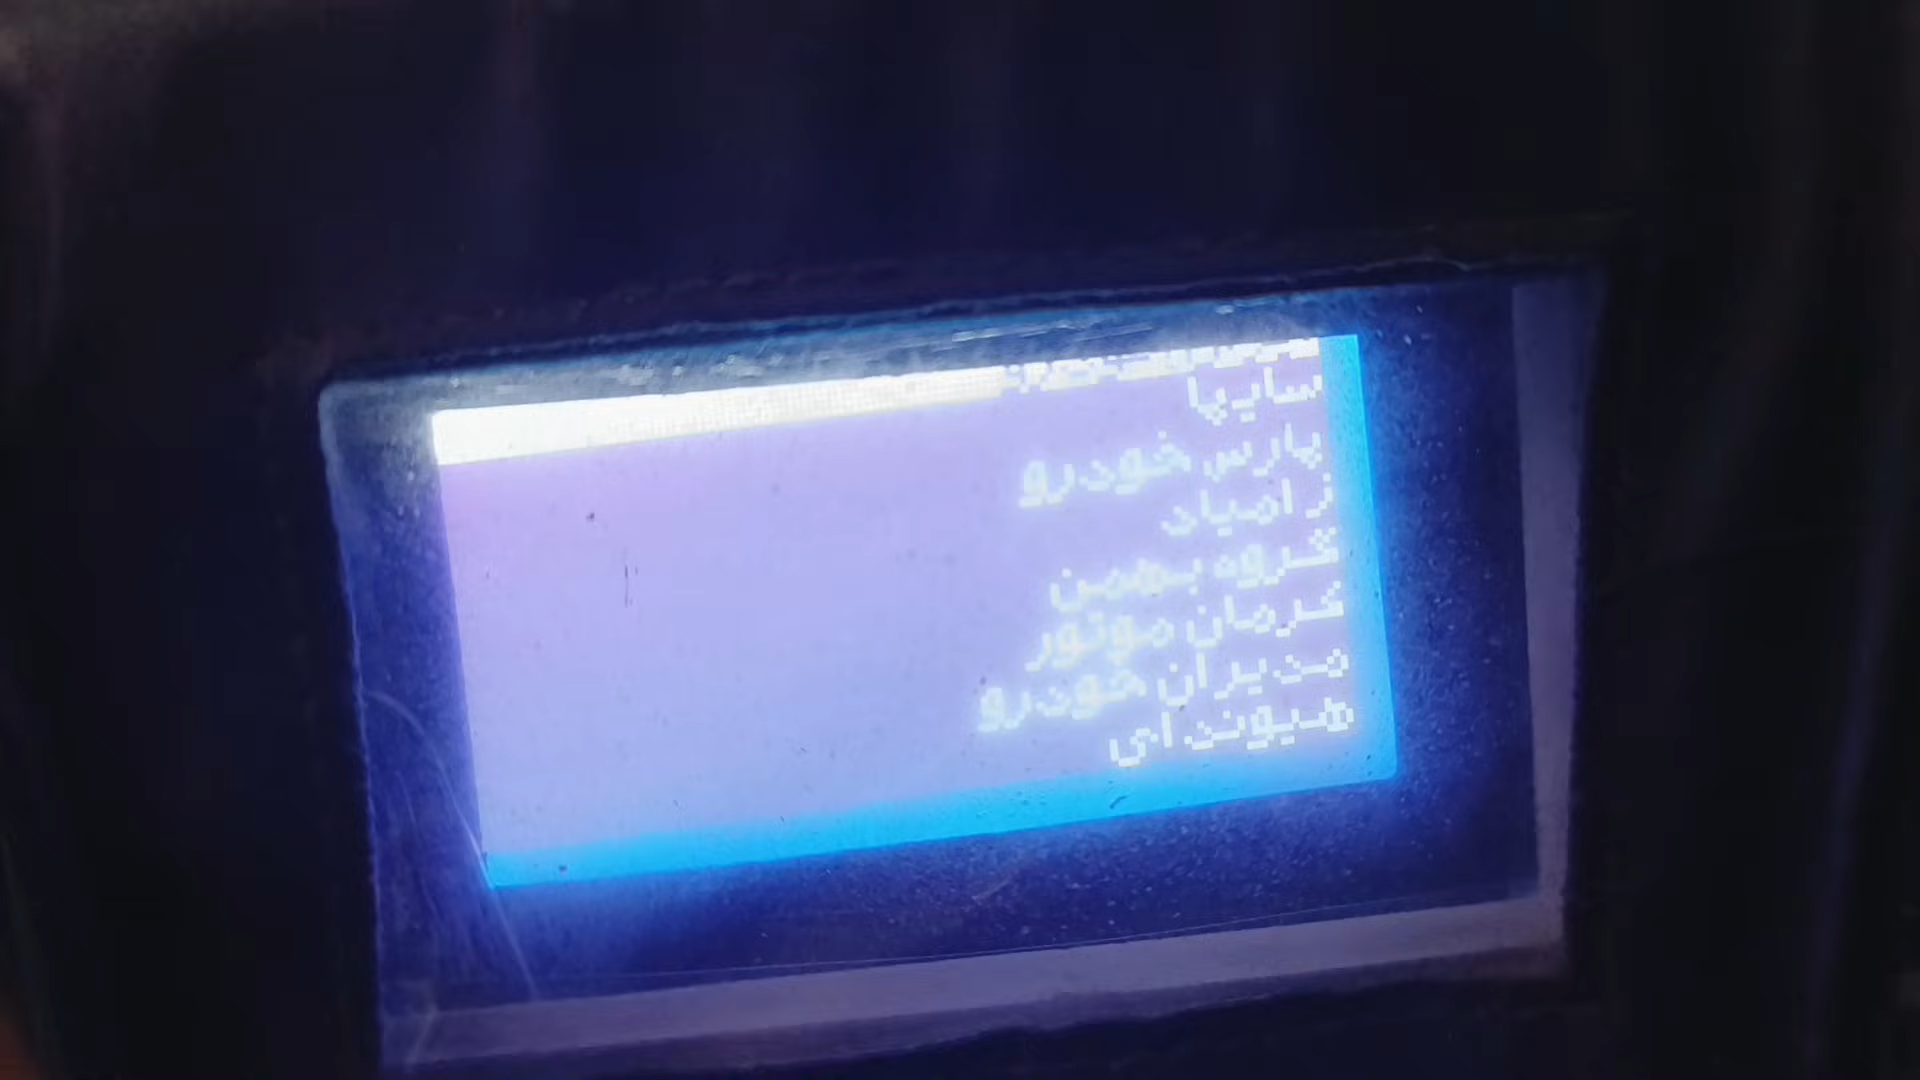 سایپا
پارس خودرو
زامیاد
گروه بهمن
کرمان موتور
مدیران خودرو
هیوندای